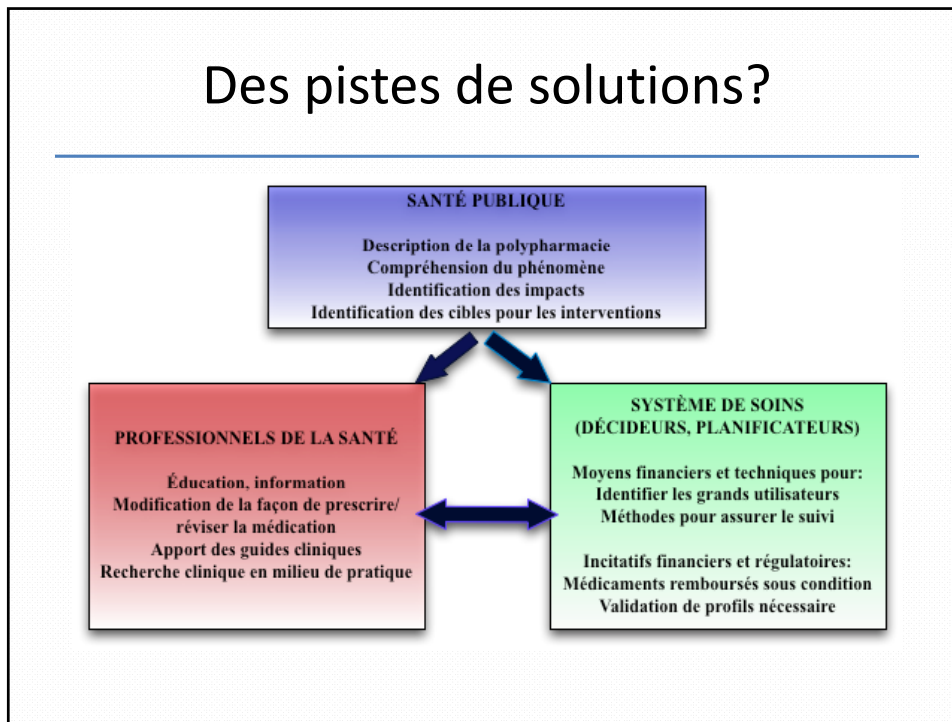 Des pistes de solutions?
SANTÉ PUBLIQUE
Description de la polypharmacie
Compréhension du phénomène
Identification des impacts
Identification des cibles pour les interventions
PROFESSIONNELS DE LA SANTÉ
Éducation, information
Modification de la façon de prescrire/
réviser la médication
Apport des guides cliniques
Recherche clinique en milieu de pratique
SYSTÈME DE SOINS
(DÉCIDEURS, PLANIFICATEURS)
Moyens financiers et techniques pour:
Identifier les grands utilisateurs
Méthodes pour assurer le suivi
Incitatifs financiers et régulatoires:
Médicaments remboursés sous condition
Validation de profils nécessaire